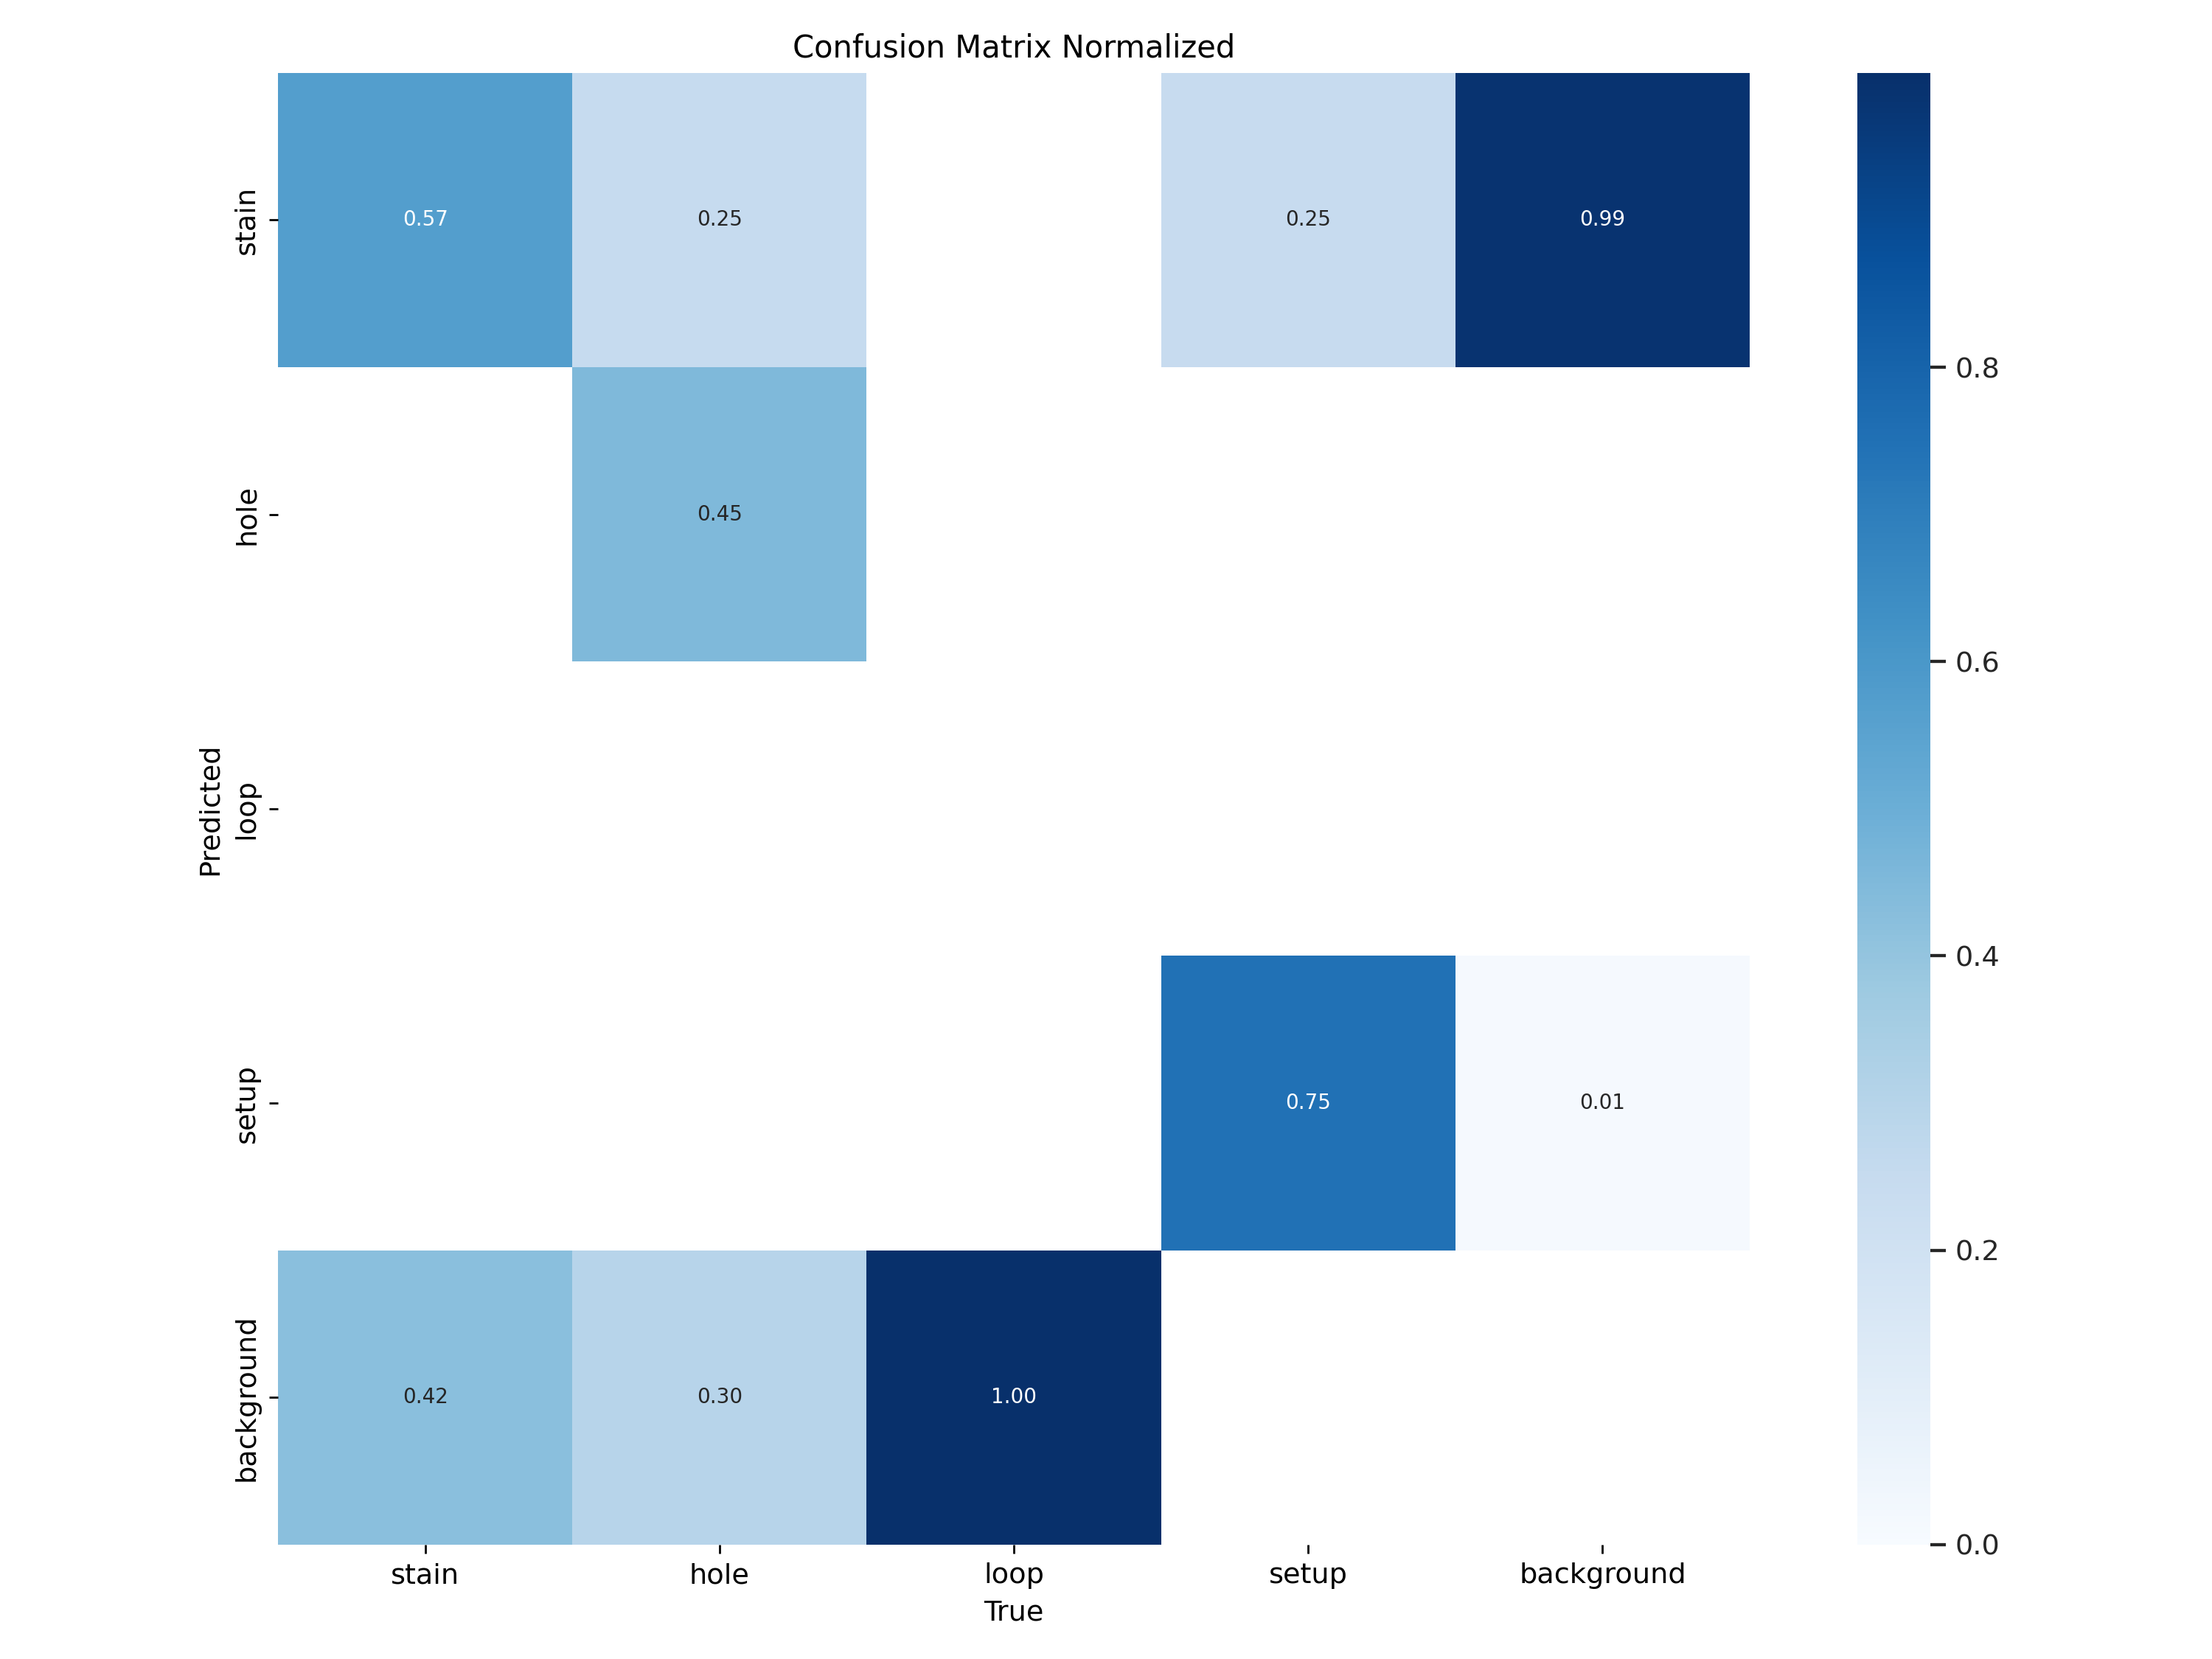 Confusion Matrix Normalized
stain
0.57
0.25
0.25
0.99
hole
0.45
Predicted
loop
setup
0.75
0.01
background
0.42
0.30
1.00
stain
hole
loop
setup
background
True
0.8
0.6
0.4
0.2
0.0